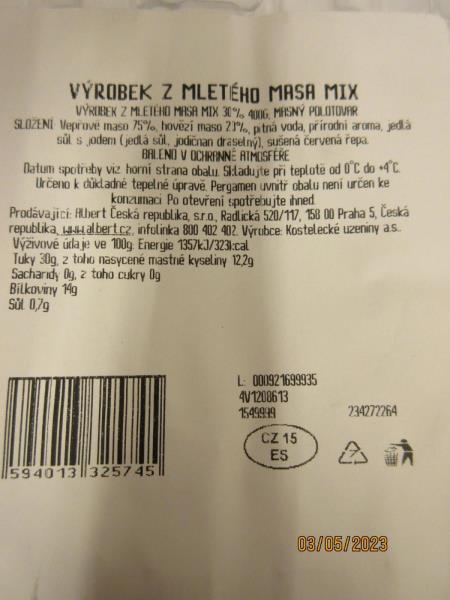 VÝROBEK Z MLETÉHO MASA MIX
VÝROBEK Z MLETÉHO MASA MIX 30%, 400G, MASNÝ POLOTOVAR
SLOŽENÍ: Vepřové maso 75%, hovězí maso 23%, pitná voda, přírodní aroma, jedlá
sůl s jodem (jedlá sůl, jodičnan draselný), sušená červená řepa.
BALENO V OCHRANNÉ ATMOSFÉŘE
Datum spotřeby viz. horní strana obalu. Skladujte při teplotě od 0°C do +4°C.
Určeno k důkladné tepelné úpravě. Pergamen uvnitř obalu není určen ke
konzumaci. Po otevření spotřebujte ihned.
Prodávající: Albert Česká republika, s.r.o., Radlická 520/117, 158 00 Praha 5, Česká
republika, www.albert.cz, infolinka 800 402 402. Výrobce: Kostelecké uzeniny a.s..
Výživové údaje ve 100g: Energie 1357kJ/323kcal
Tuky 30g, z toho nasycené mastné kyseliny 12,2g
Sacharidy 0g, z toho cukry 0g
Bílkoviny 14g
Sůl 0,7g
L: 000921699935
4V1208613
1549999 234272264
CZ 15
ES
7
594013 325745
03/05/2023